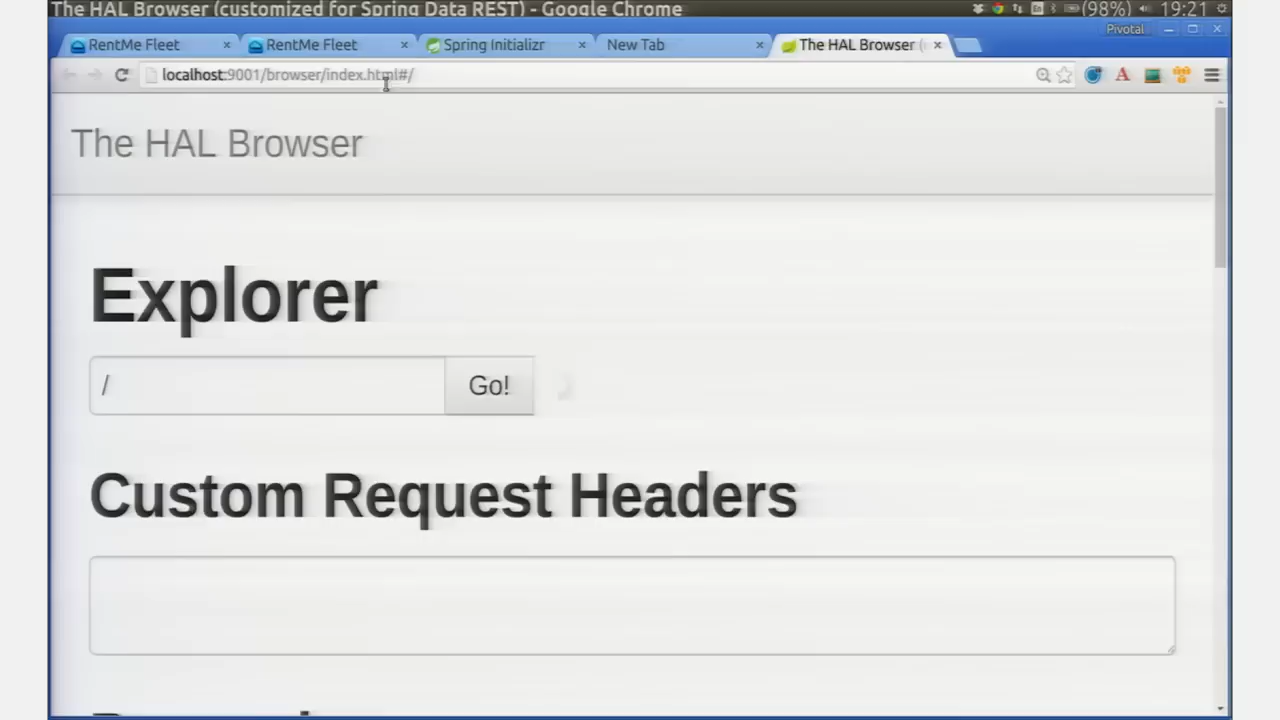 The HAL Browser (customized for Spring Data REST) - Google Chrome
(98%) 19:21
RentMe Fleet × RentMe Fleet × Spring Initializr × New Tab × The HAL Browser ( × Pivotal
localhost:9001/browser/index.html#/
The HAL Browser
Explorer
/ Go!
Custom Request Headers